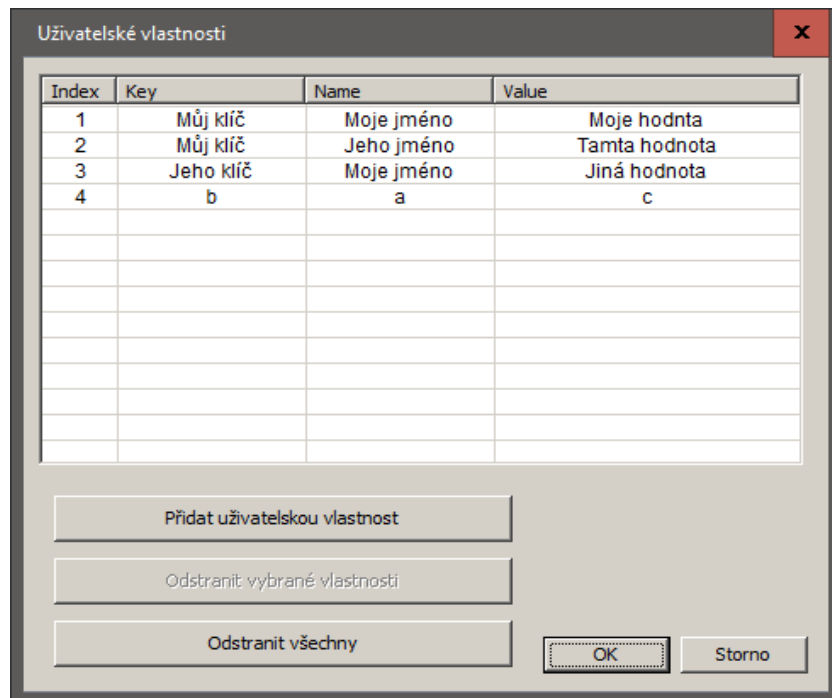 Uživatelské vlastnosti
x
Index Key Name Value
1 Můj klíč Moje jméno Moje hodnta
2 Můj klíč Jeho jméno Tamta hodnota
3 Jeho klíč Moje jméno Jiná hodnota
4 b a c
Přidat uživatelskou vlastnost
Odstranit vybrané vlastnosti
Odstranit všechny
OK Storno